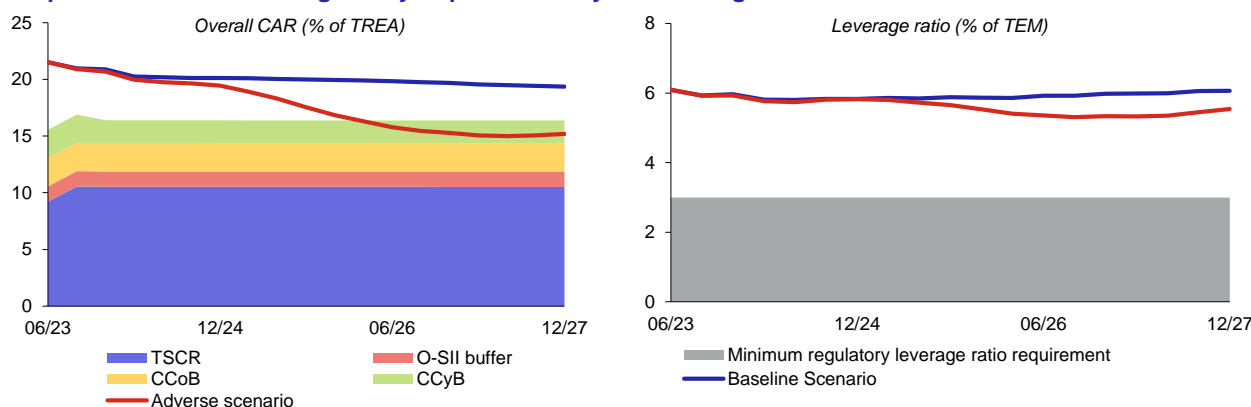 Overall CAR (% of TREA)
25
20
15
10
5
0
06/23 12/24 06/26 12/27
TSCR O-SII buffer
CCoB CCyB
Adverse scenario
Leverage ratio (% of TEM)
8
6
4
2
0
06/23 12/24 06/26 12/27
Minimum regulatory leverage ratio requirement
Baseline Scenario